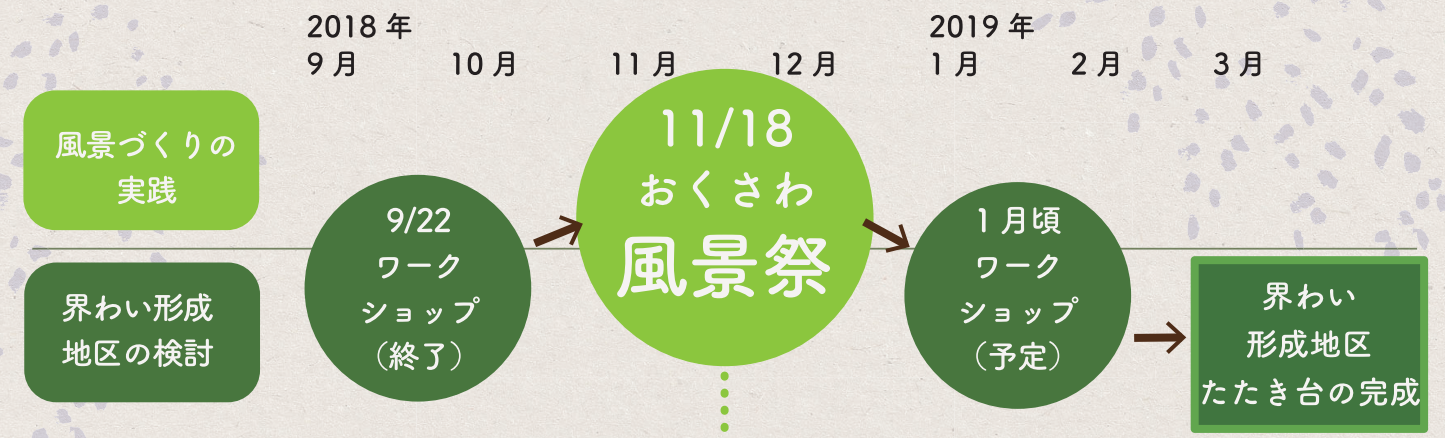 2018 年
9 月
10 月
11 月
12 月
2019 年
1 月
2 月
3 月
風景づくりの
実践
界わい形成
地区の検討
9/22
ワーク
ショップ
（終了）
11/18
おくさわ
風景祭
1 月頃
ワーク
ショップ
（予定）
界わい
形成地区
たたき台の完成